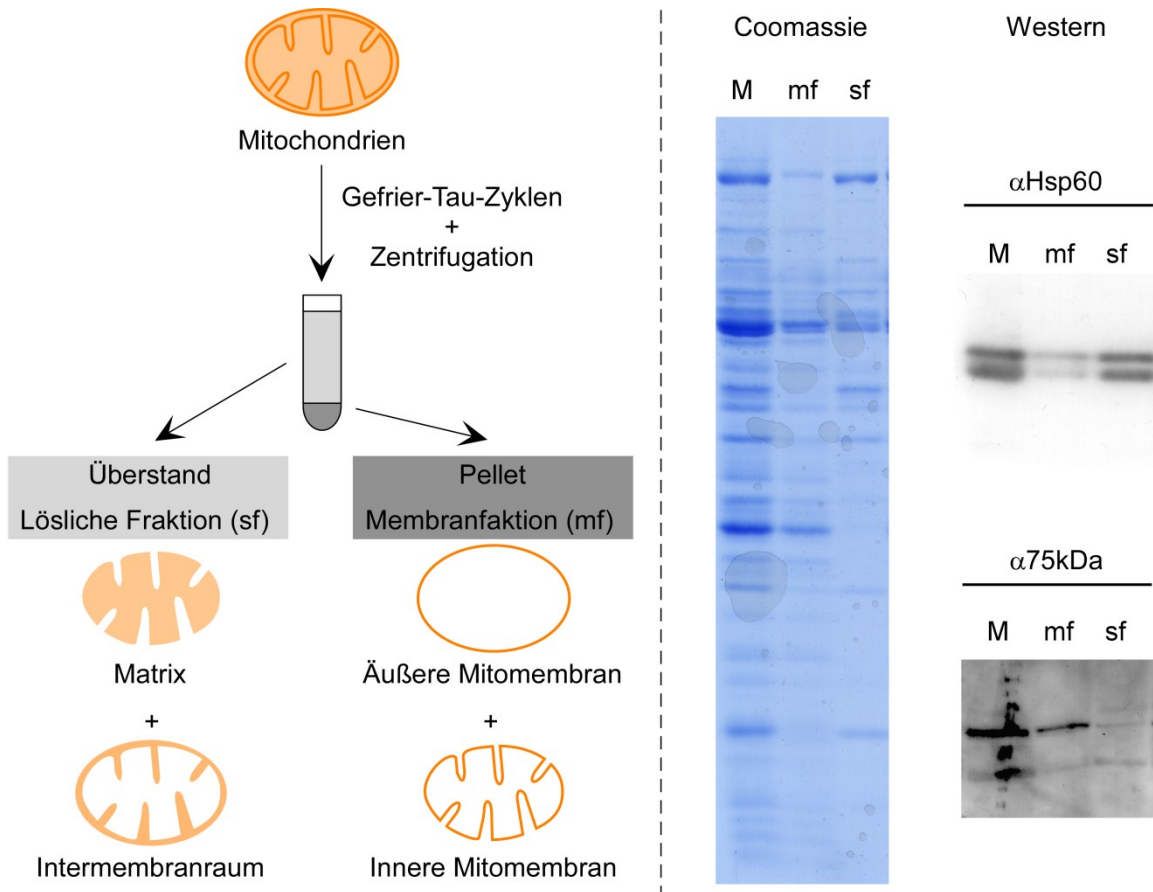 Mitochondrien
Gefrier-Tau-Zyklen
+
Zentrifugation
Überstand
Lösliche Fraktion (sf)
Pellet
Membranfaktion (mf)
Matrix
+
Intermembranraum
Äußere Mitomembran
+
Innere Mitomembran
Coomassie
M mf sf
Western
αHsp60
M mf sf
α75kDa
M mf sf